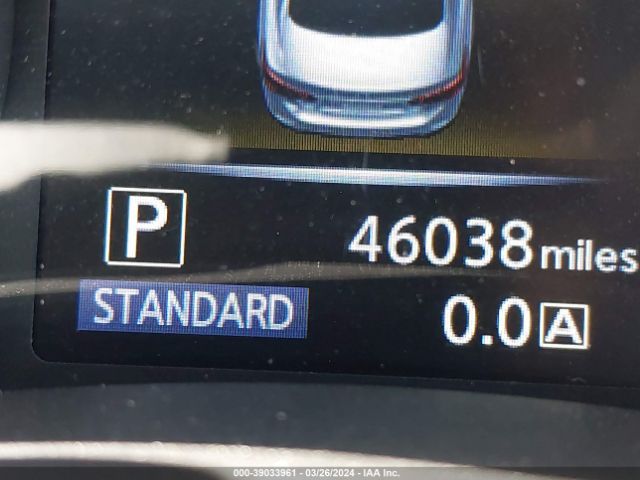 P 46038 miles
STANDARD 0.0 A
000-39033961 - 03/26/2024 - IAA Inc.